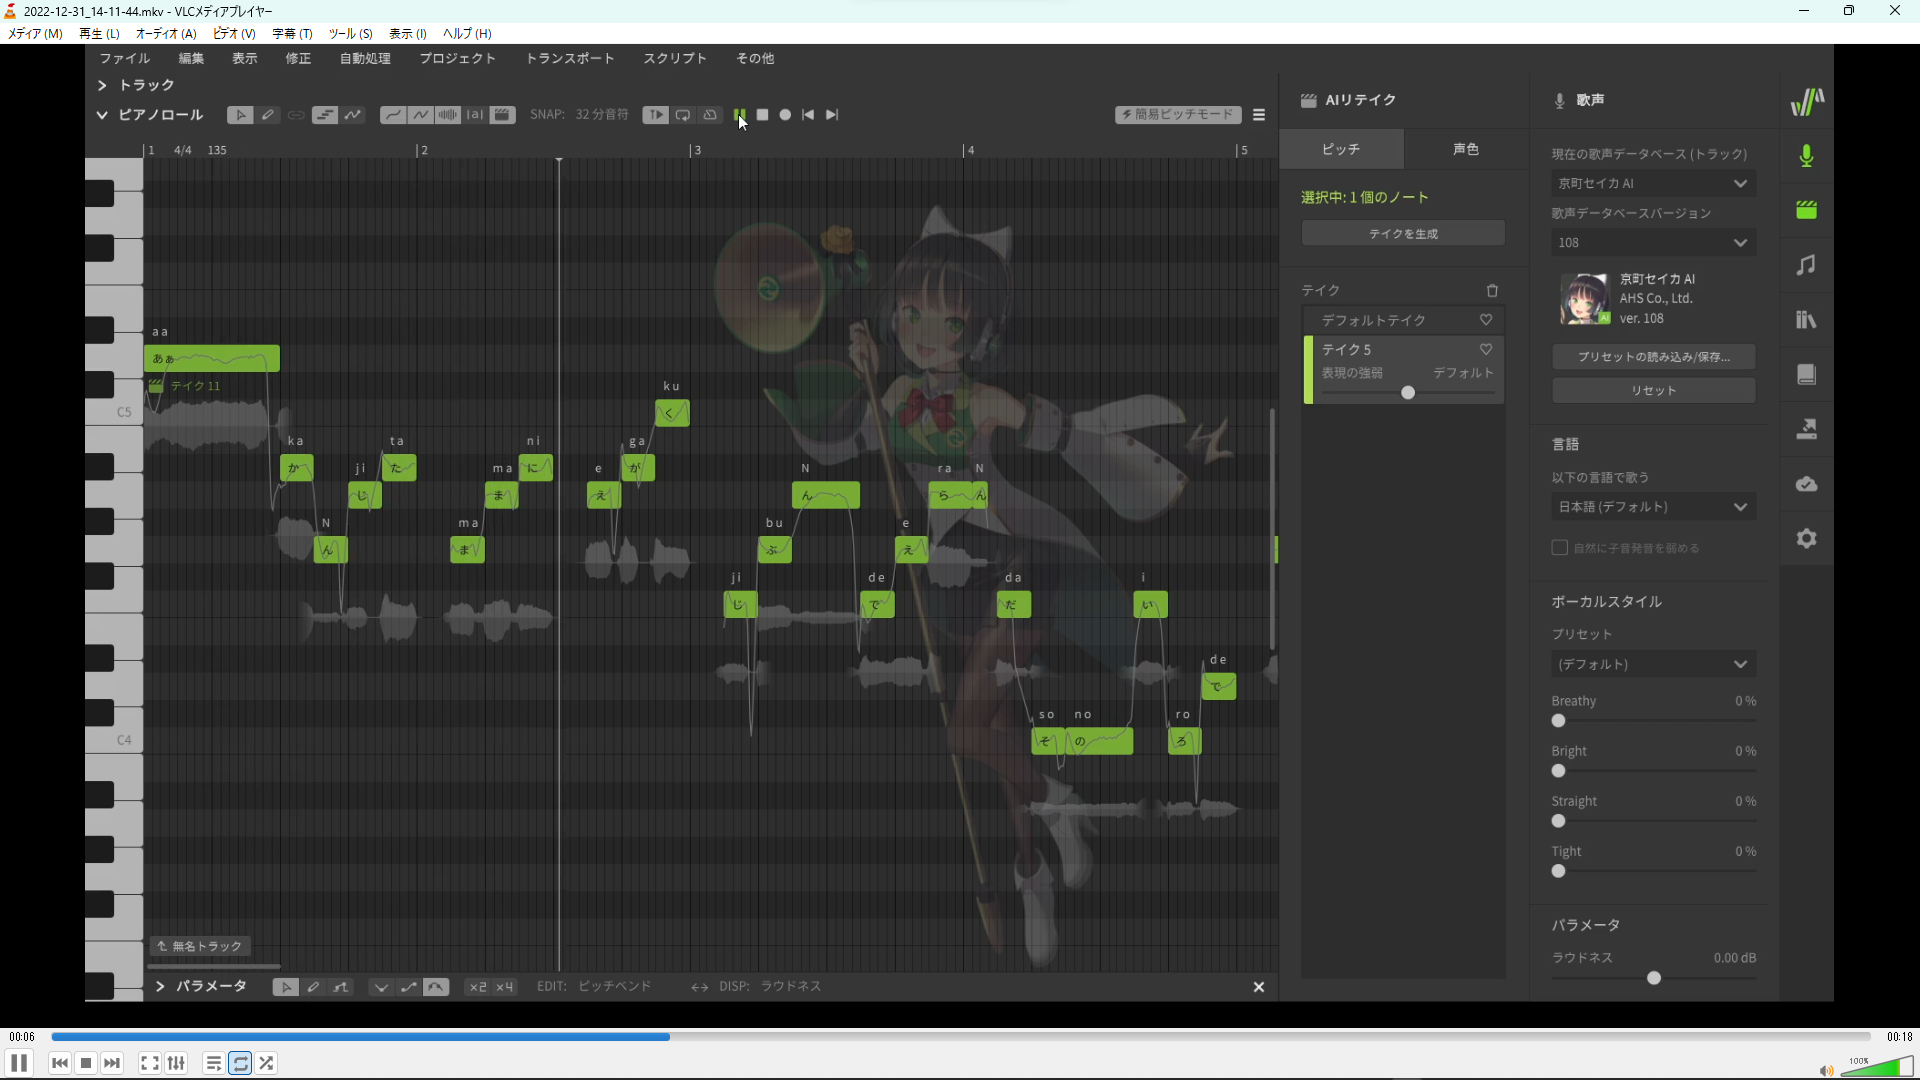 2022-12-31_14-11-44.mkv - VLCメディアプレイヤー
メディア(M) 再生(L) オーディオ(A) ビデオ(V) 字幕(T) ツール(S) 表示(I) ヘルプ(H)
ファイル 編集 表示 修正 自動処理 プロジェクト トランスポート スクリプト その他
トラック
ピアノロール SNAP: 32 分音符 簡易ピッチモード
1 4/4 135 2 3 4 5
aa
あぁ
テイク 11
C5
ku
く
ka ta ni ga
か た に が
ji ma e N ra N
じ ま え ん ら ん
N ma bu e
ん ま ぶ え
ji de da i
じ で だ い
de
で
so no ro
そ の ろ
C4
無名トラック
パラメータ x2 x4 EDIT: ピッチベンド DISP: ラウドネス
AIリテイク
ピッチ 声色
選択中: 1 個のノート
テイクを生成
テイク
デフォルトテイク
テイク 5
表現の強弱 デフォルト
歌声
現在の歌声データベース (トラック)
京町セイカ AI
歌声データベースバージョン
108
京町セイカ AI
AHS Co., Ltd.
ver. 108
AI
プリセットの読み込み/保存...
リセット
言語
以下の言語で歌う
日本語 (デフォルト)
自然に子音発音を弱める
ボーカルスタイル
プリセット
(デフォルト)
Breathy 0 %
Bright 0 %
Straight 0 %
Tight 0 %
パラメータ
ラウドネス 0.00 dB
00:06 00:18
100%